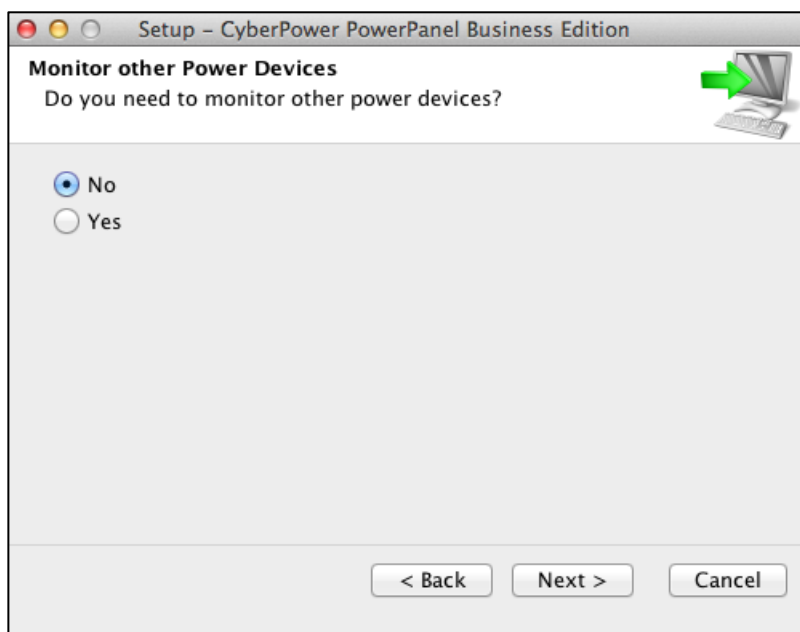 Setup – CyberPower PowerPanel Business Edition
Monitor other Power Devices
Do you need to monitor other power devices?
No
Yes
< Back Next > Cancel